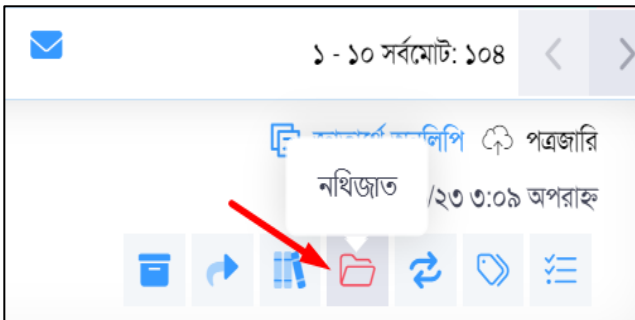 ১ - ১০ সর্বমোট: ১০৪
পত্রজারি
নথিজাত
/২৩ ৩:০৯ অপরাহ্ন